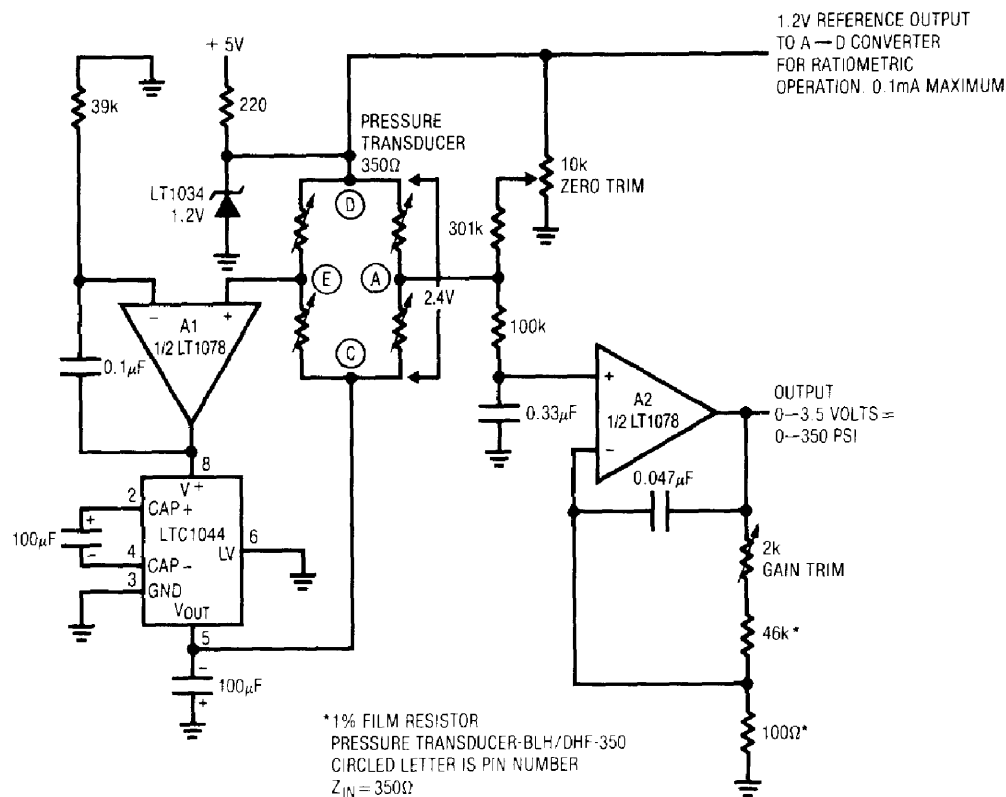 1.2V REFERENCE OUTPUT
TO A→D CONVERTER
FOR RATIOMETRIC
OPERATION. 0.1mA MAXIMUM
+5V
39k
220
PRESSURE
TRANSDUCER
350Ω
10k
ZERO TRIM
LT1034
1.2V
D
301k
E
A
2.4V
A1
1/2 LT1078
- +
C
100k
0.1µF
A2
1/2 LT1078
+
-
OUTPUT
0–3.5 VOLTS =
0–350 PSI
0.33µF
8
V+
2
CAP+
0.047µF
100µF
+
-
LTC1044
6
LV
4
CAP-
3
GND
2k
GAIN TRIM
VOUT
5
46k*
-
100µF
+
100Ω*
*1% FILM RESISTOR
PRESSURE TRANSDUCER-BLH/DHF-350
CIRCLED LETTER IS PIN NUMBER
ZIN = 350Ω